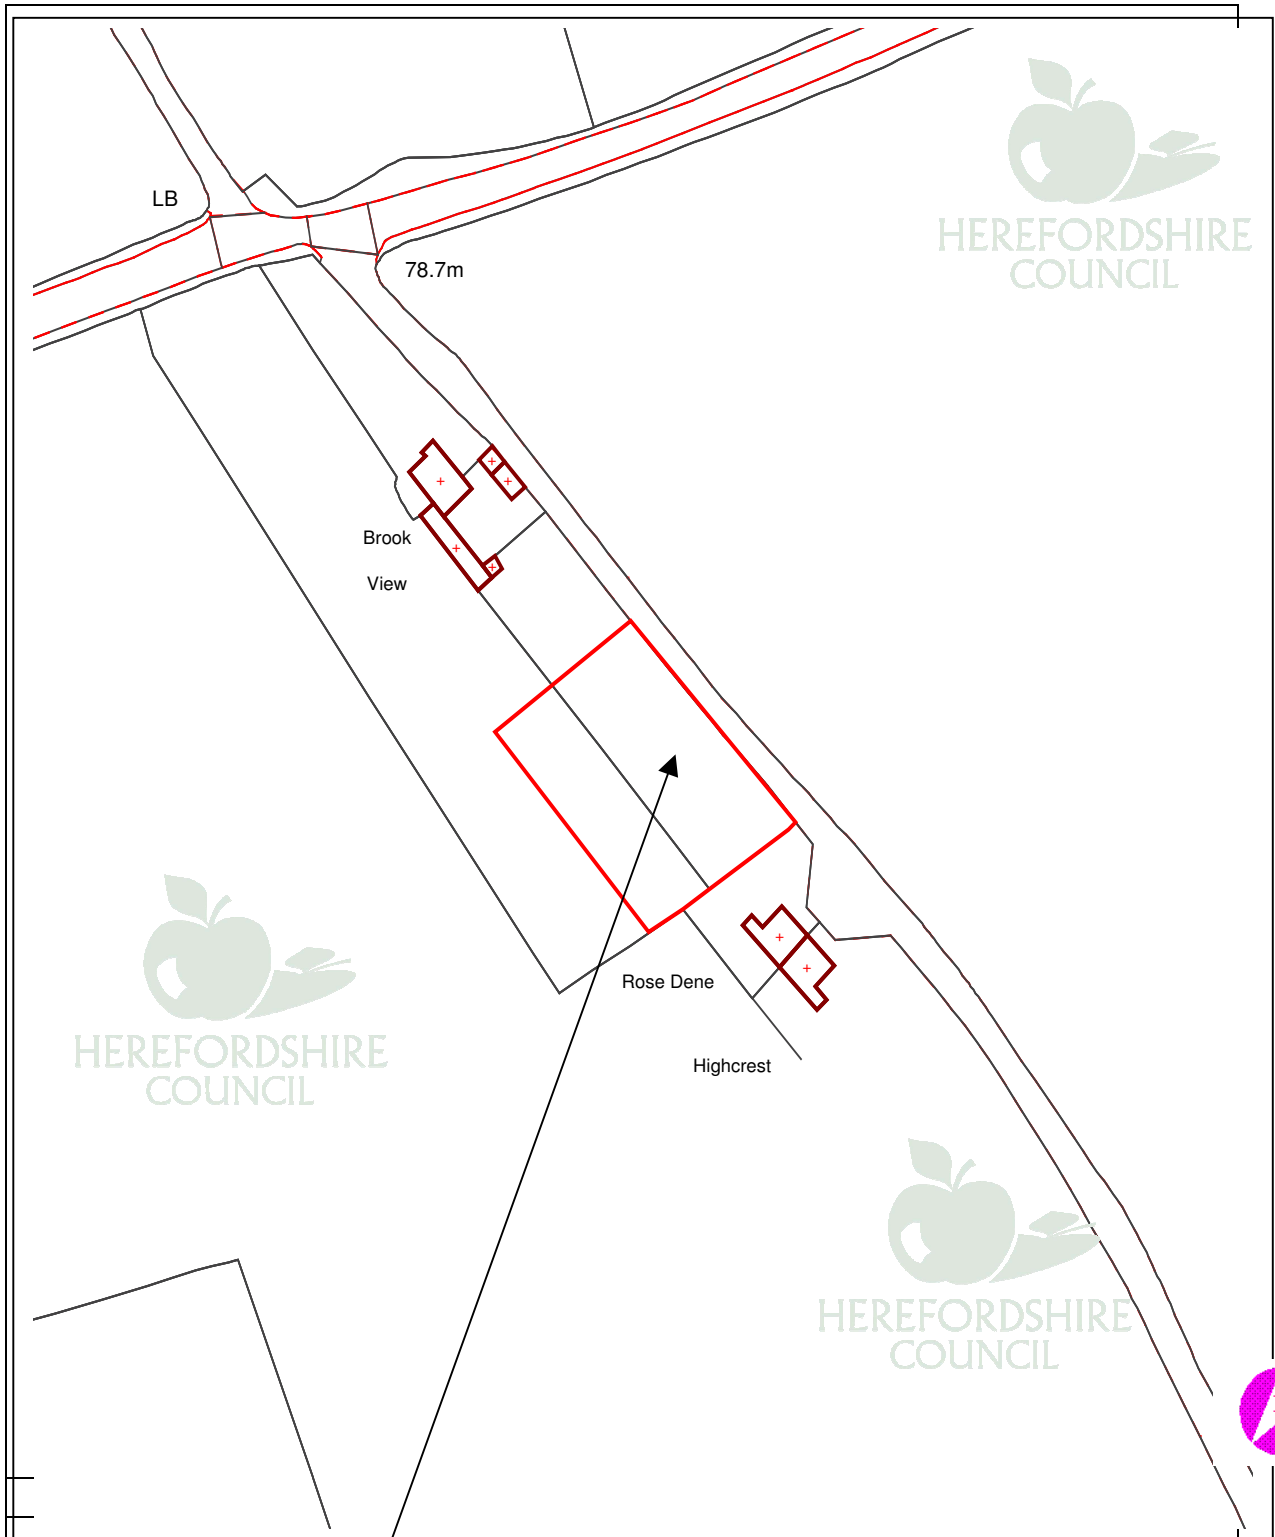 HEREFORDSHIRE
COUNCIL
LB
78.7m
Brook
View
HEREFORDSHIRE
COUNCIL
Rose Dene
Highcrest
HEREFORDSHIRE
COUNCIL